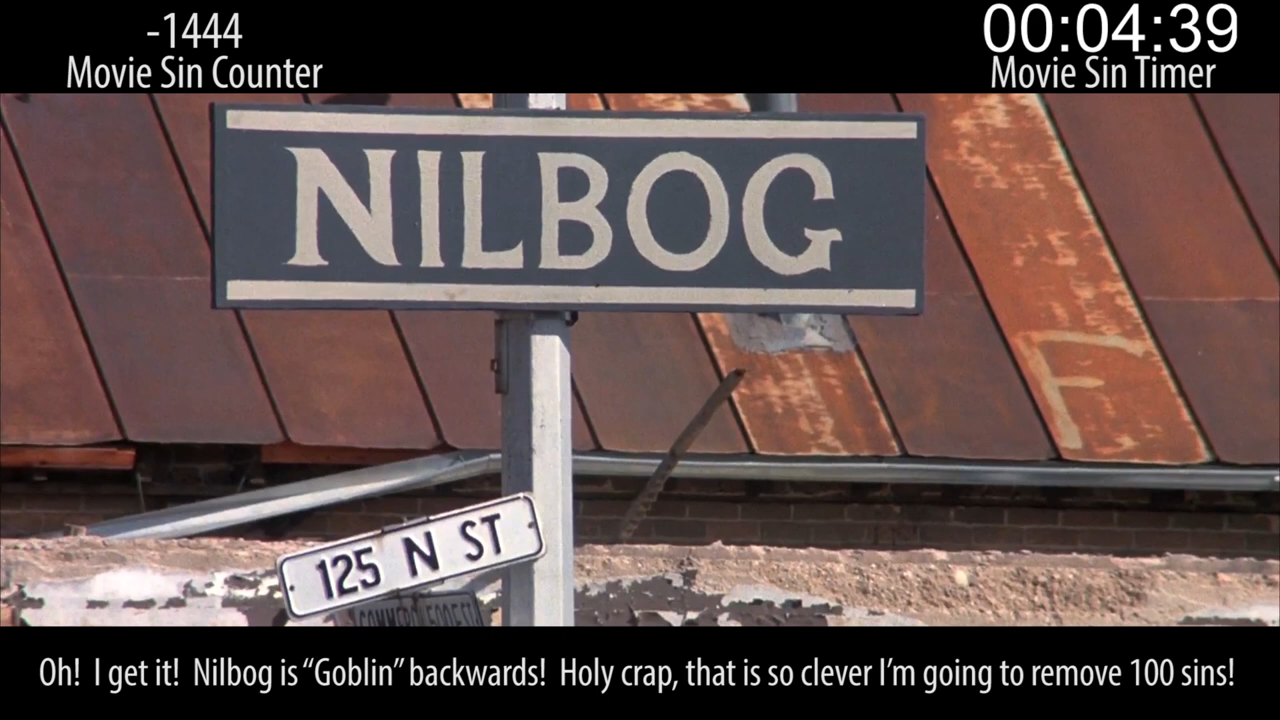 -1444
Movie Sin Counter
00:04:39
Movie Sin Timer
NILBOG
125 N ST
Oh! I get it! Nilbog is “Goblin” backwards! Holy crap, that is so clever I’m going to remove 100 sins!